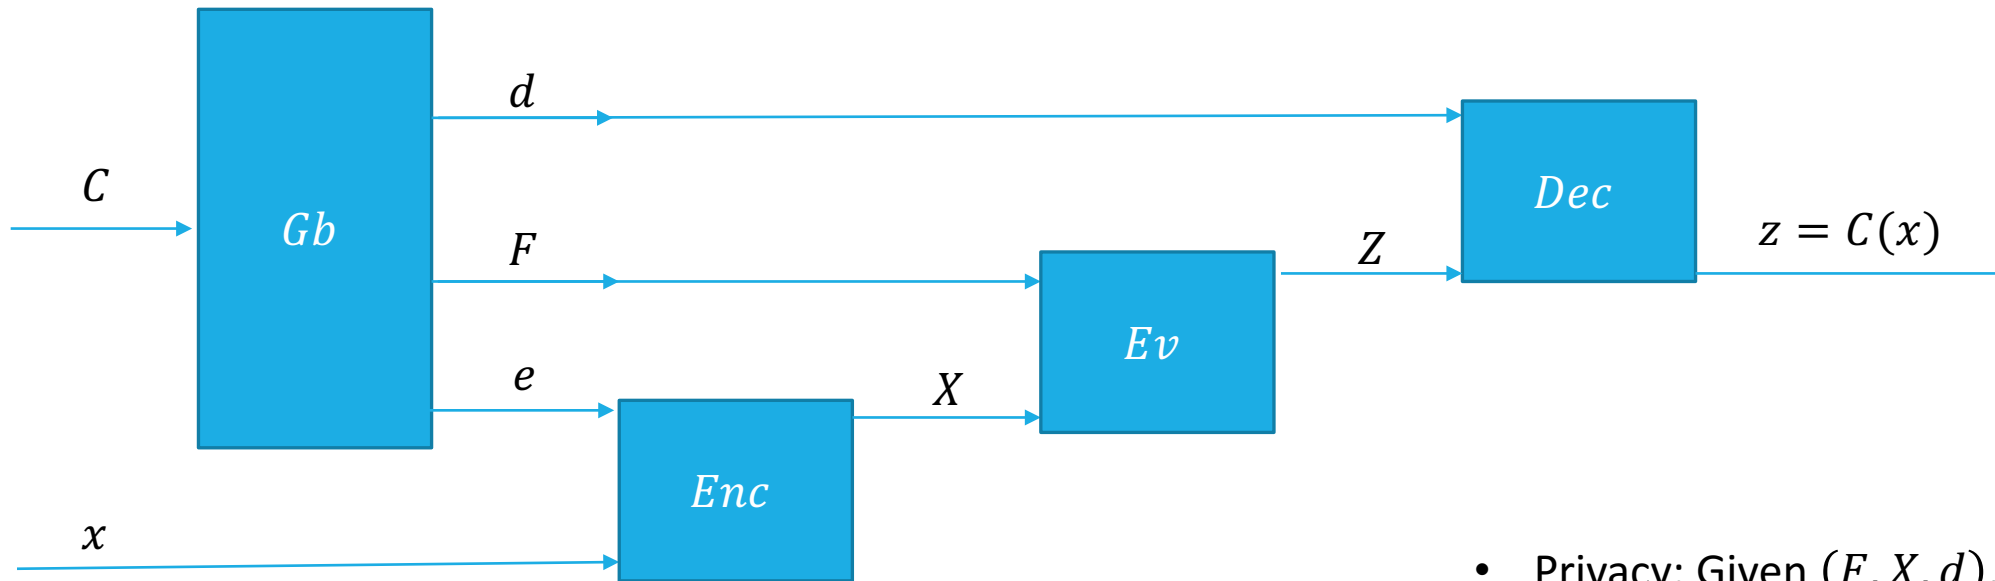 d
C
Gb
Dec
F
Z
z = C(x)
Ev
e
X
Enc
x
• Privacy: Given (F, X, d),